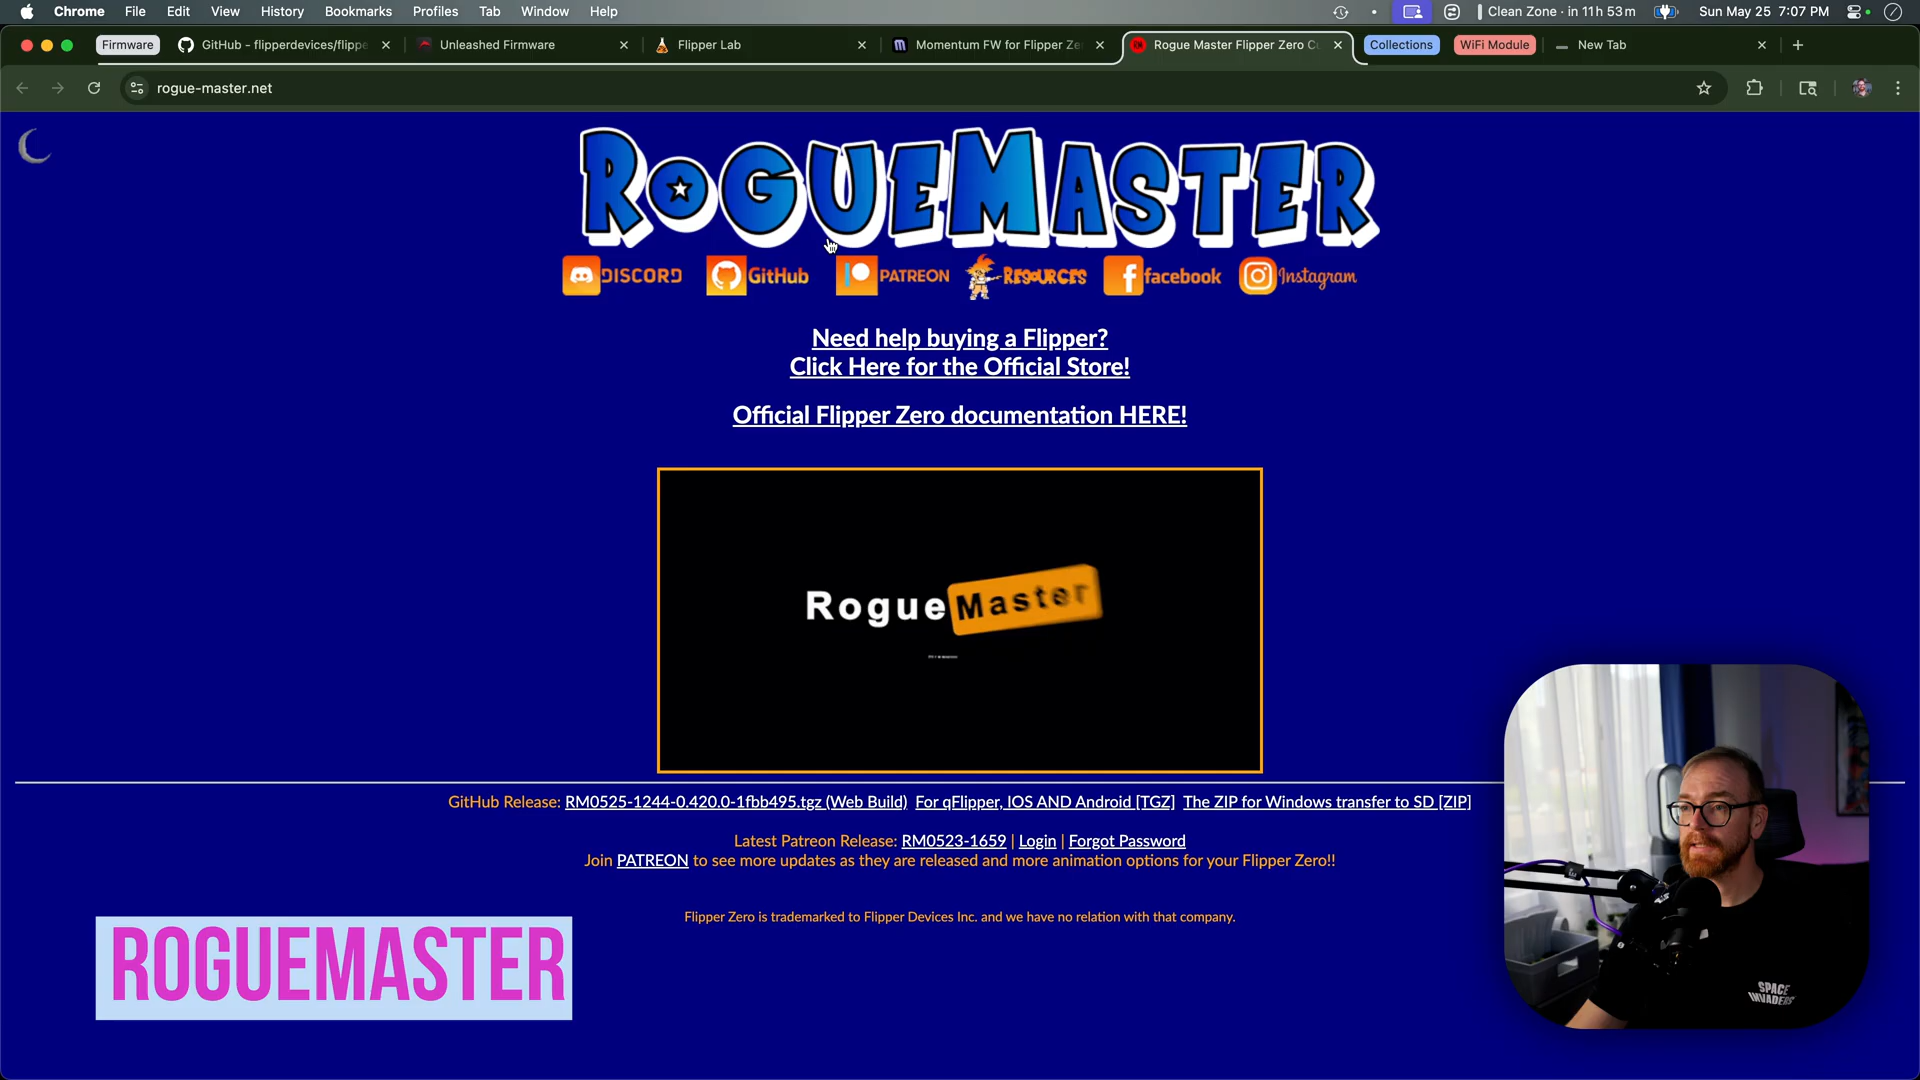 Chrome File Edit View History Bookmarks Profiles Tab Window Help
Clean Zone · in 11h 53m Sun May 25 7:07 PM
Firmware GitHub - flipperdevices/flippe Unleashed Firmware Flipper Lab Momentum FW for Flipper Ze Rogue Master Flipper Zero Cu Collections WiFi Module New Tab
rogue-master.net
ROGUEMASTER
DISCORD GitHub PATREON RESOURCES facebook Instagram
Need help buying a Flipper?
Click Here for the Official Store!
Official Flipper Zero documentation HERE!
Rogue Master
GitHub Release: RM0525-1244-0.420.0-1fbb495.tgz (Web Build) For qFlipper, IOS AND Android [TGZ] The ZIP for Windows transfer to SD [ZIP]
Latest Patreon Release: RM0523-1659 | Login | Forgot Password
Join PATREON to see more updates as they are released and more animation options for your Flipper Zero!!
Flipper Zero is trademarked to Flipper Devices Inc. and we have no relation with that company.
ROGUEMASTER
SPACE
INVADERS